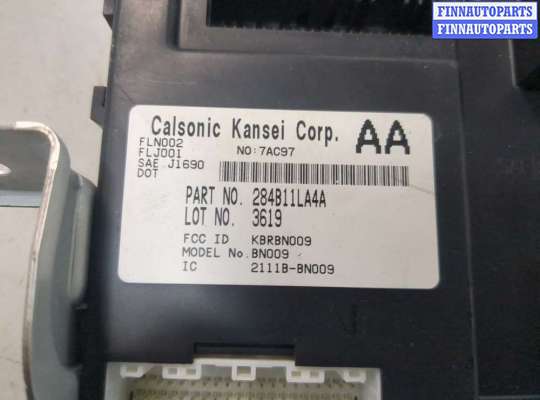 FINNAUTOPARTS
FINNAUTOPARTS
Calsonic Kansei Corp. AA
FLN002
FLJ001 NO:7AC97
SAE J1690
DOT
PART NO. 284B11LA4A
LOT NO. 3619
FCC ID KBRBN009
MODEL No. BN009
IC 2111B-BN009